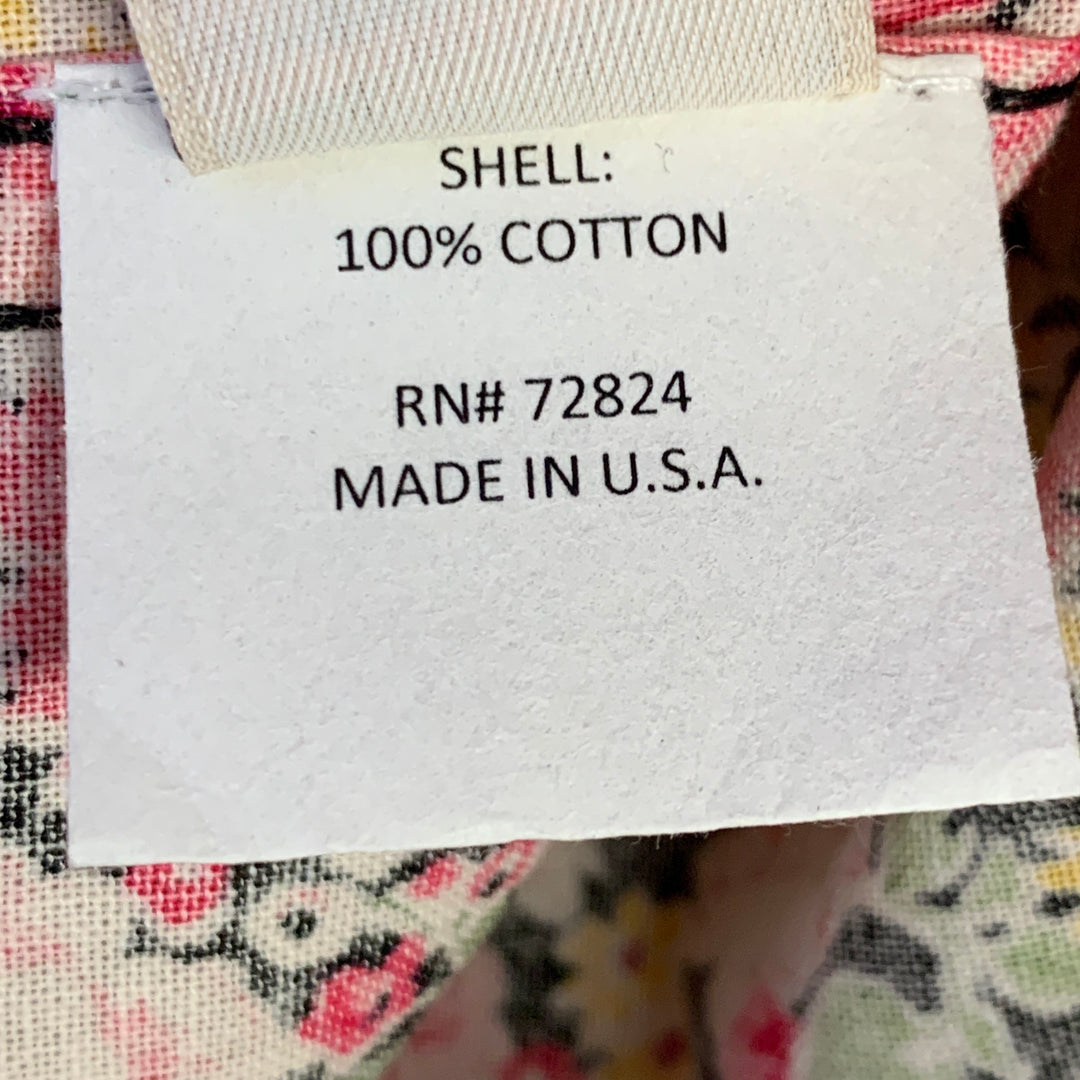 SHELL:
100% COTTON
RN# 72824
MADE IN U.S.A.